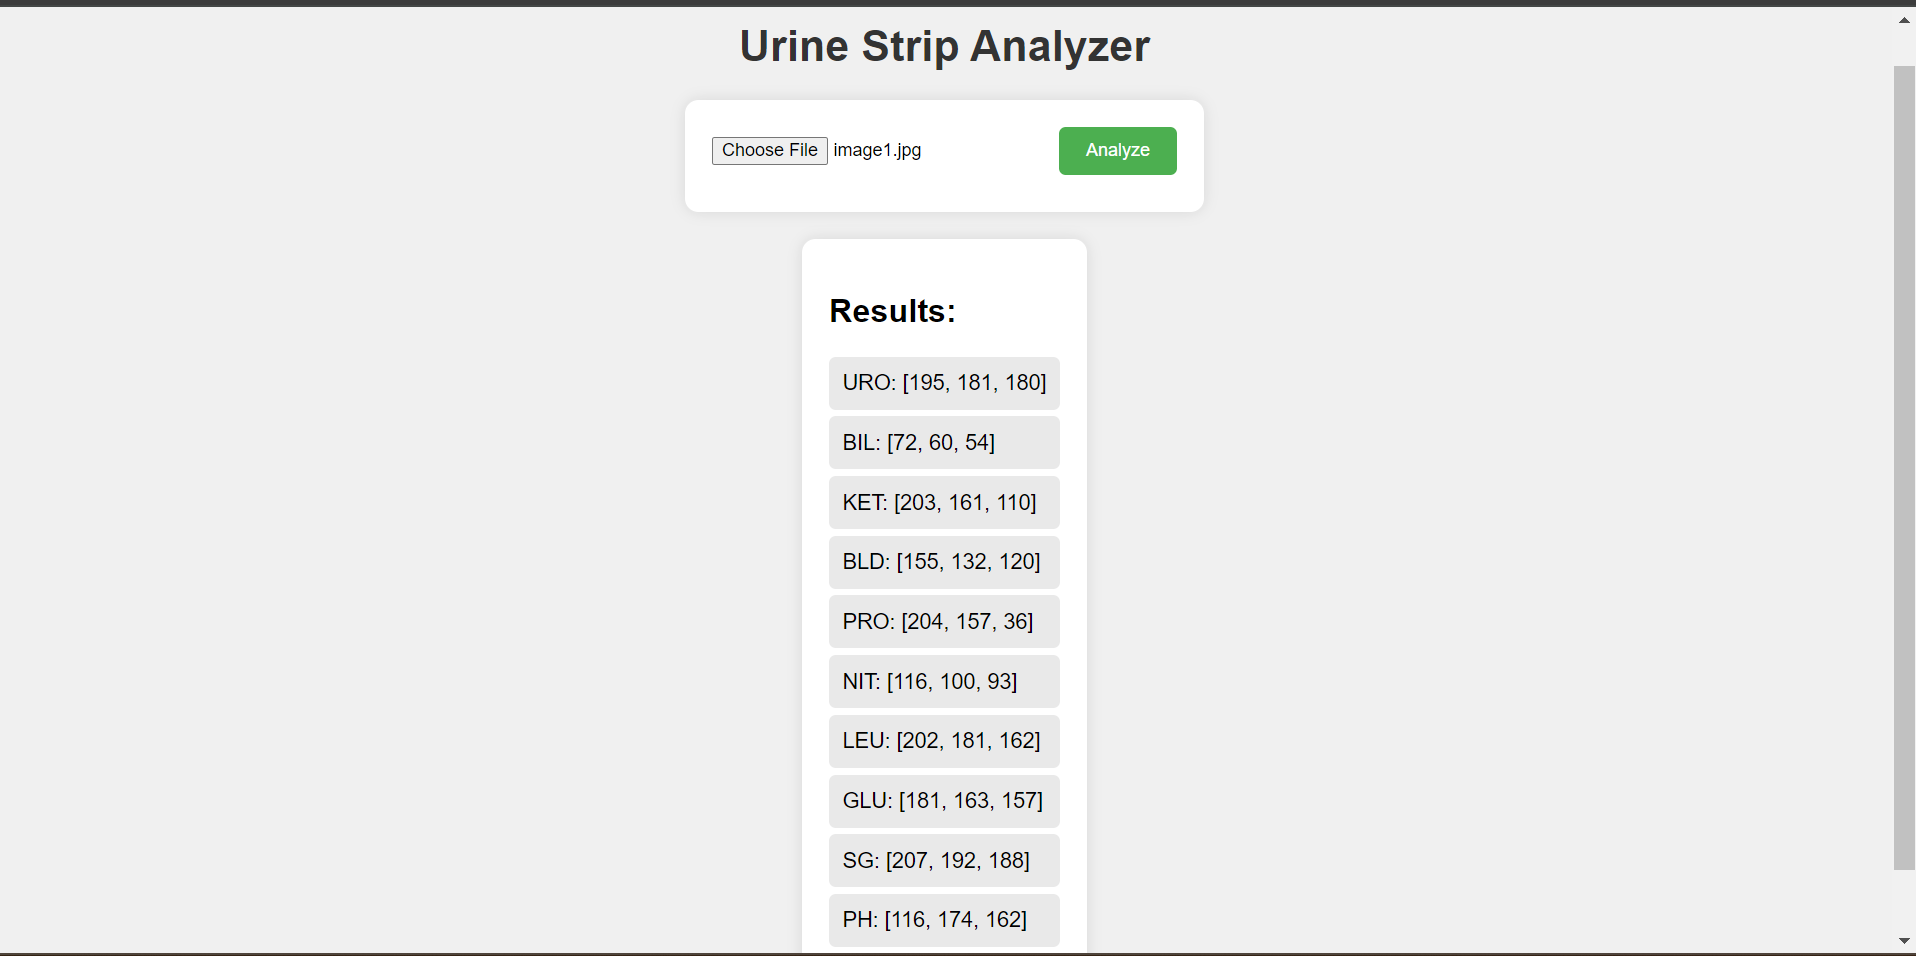 Urine Strip Analyzer
Choose File image1.jpg Analyze
Results:
URO: [195, 181, 180]
BIL: [72, 60, 54]
KET: [203, 161, 110]
BLD: [155, 132, 120]
PRO: [204, 157, 36]
NIT: [116, 100, 93]
LEU: [202, 181, 162]
GLU: [181, 163, 157]
SG: [207, 192, 188]
PH: [116, 174, 162]